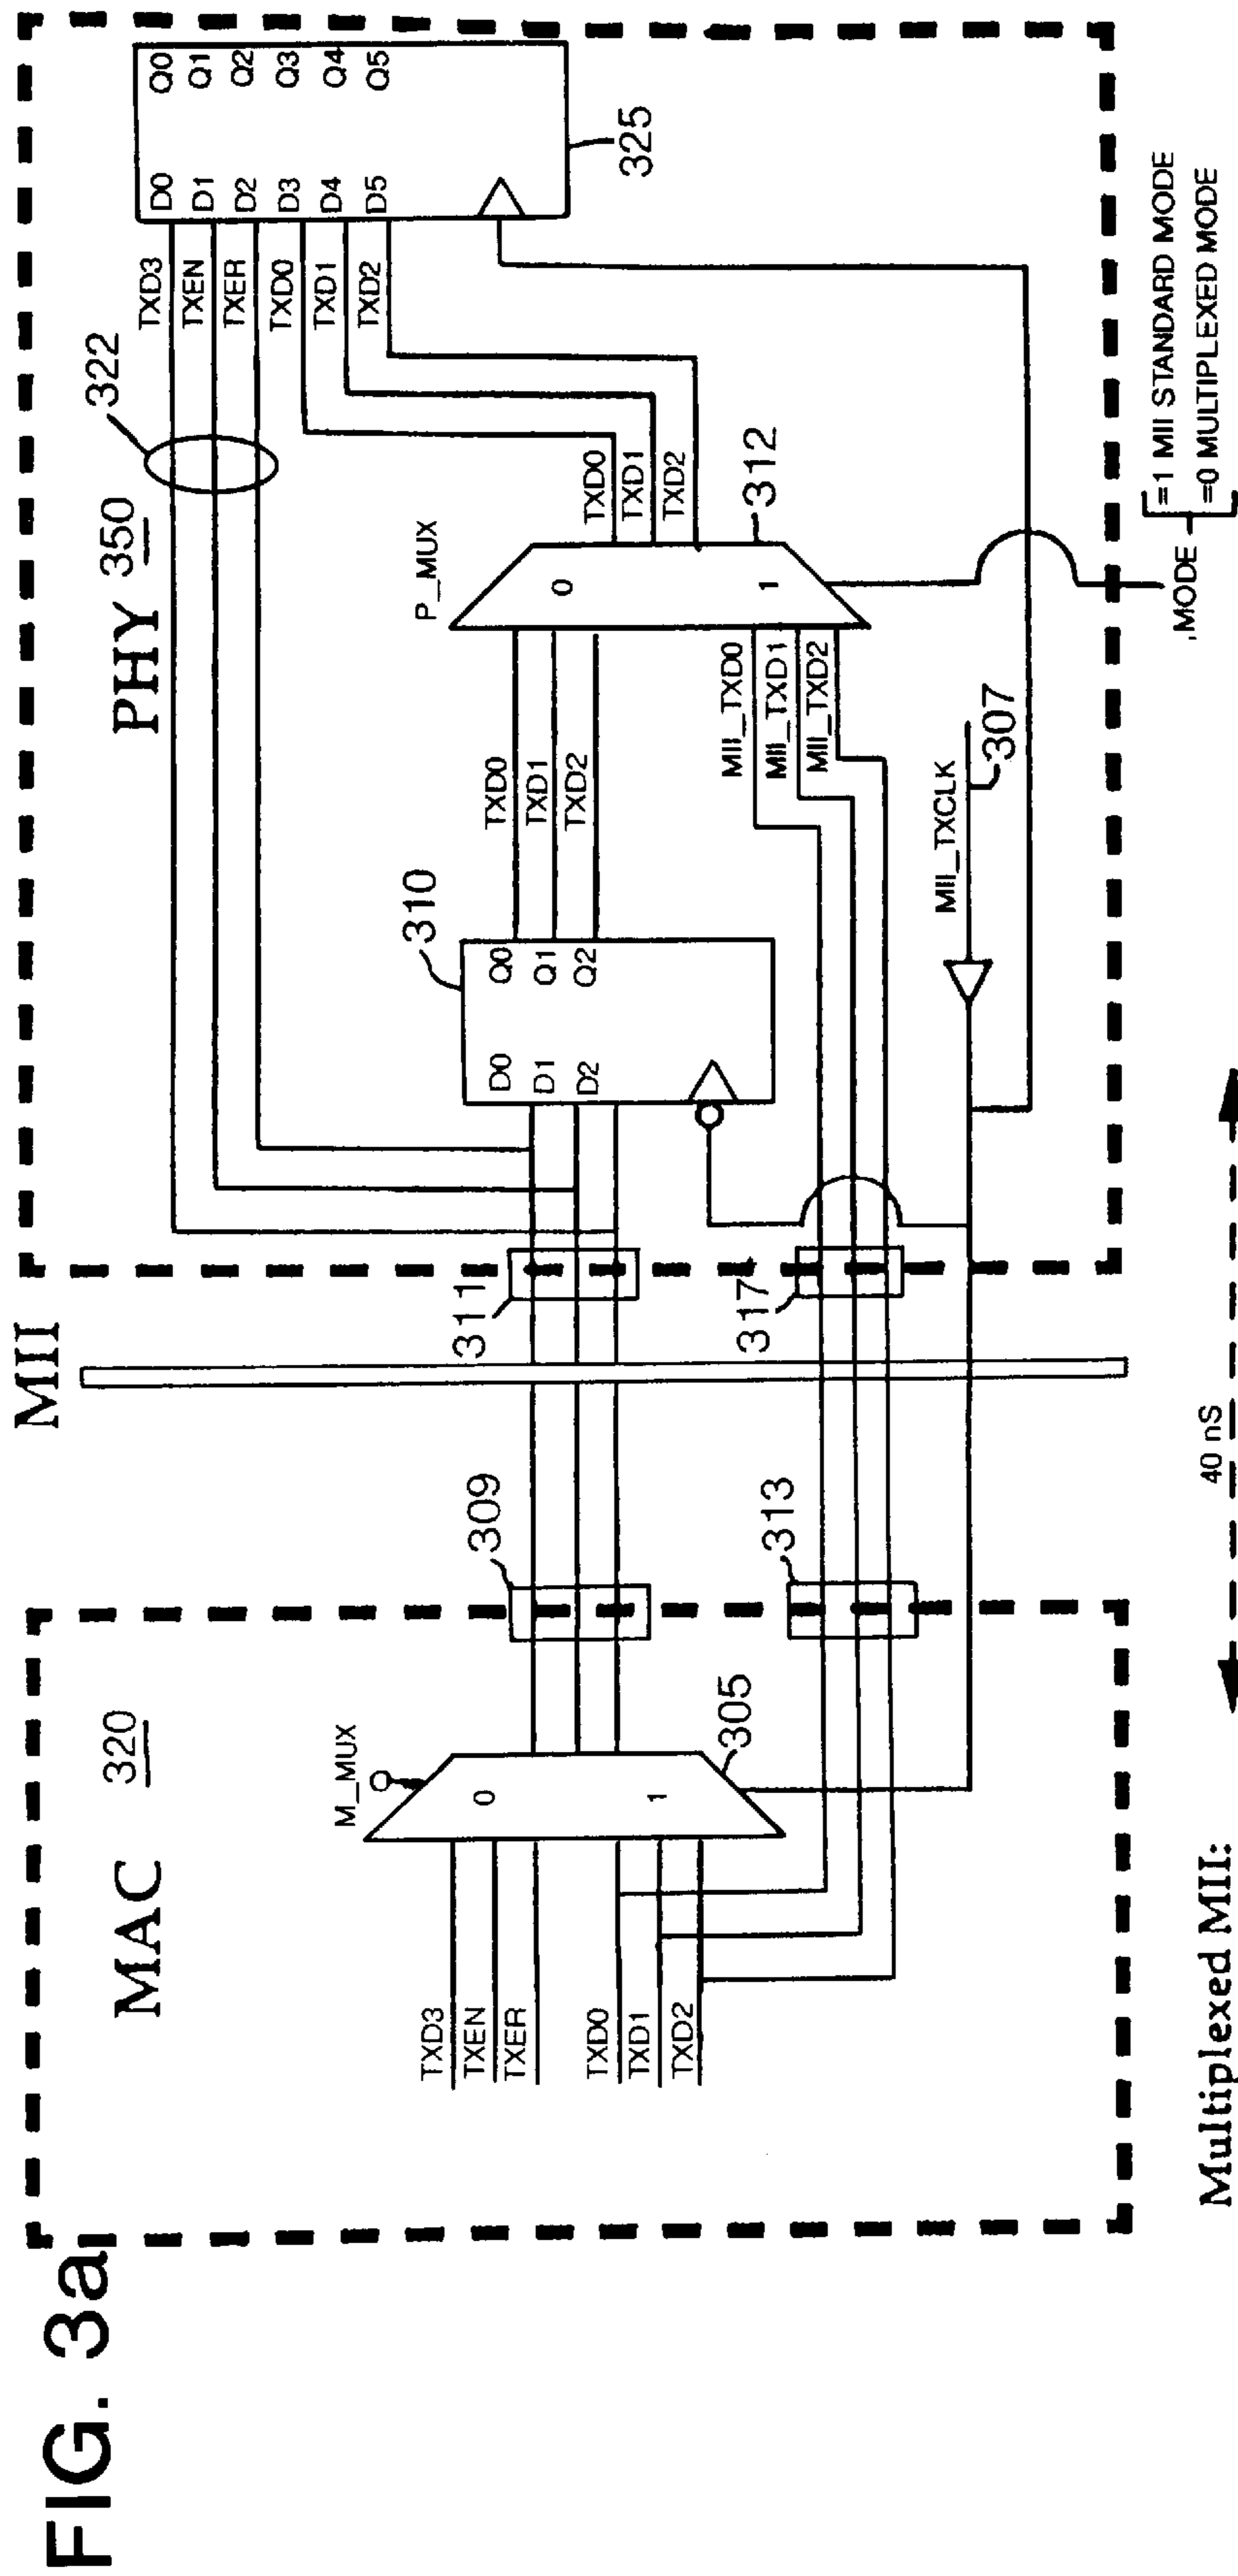 FIG. 3a
MII
MAC
320
PHY 350
322
TXD3
TXEN
TXER
TXD0
TXD1
TXD2
D0
D1
D2
D3
D4
D5
Q0
Q1
Q2
Q3
Q4
Q5
325
M_MUX
0
1
305
TXD3
TXEN
TXER
TXD0
TXD1
TXD2
309
311
313
317
310
D0
D1
D2
Q0
Q1
Q2
TXD0
TXD1
TXD2
P_MUX
0
1
312
TXD0
TXD1
TXD2
MII_TXD0
MII_TXD1
MII_TXD2
MII_TXCLK
307
MODE
=1 MII STANDARD MODE
=0 MULTIPLEXED MODE
Multiplexed MII:
40 nS